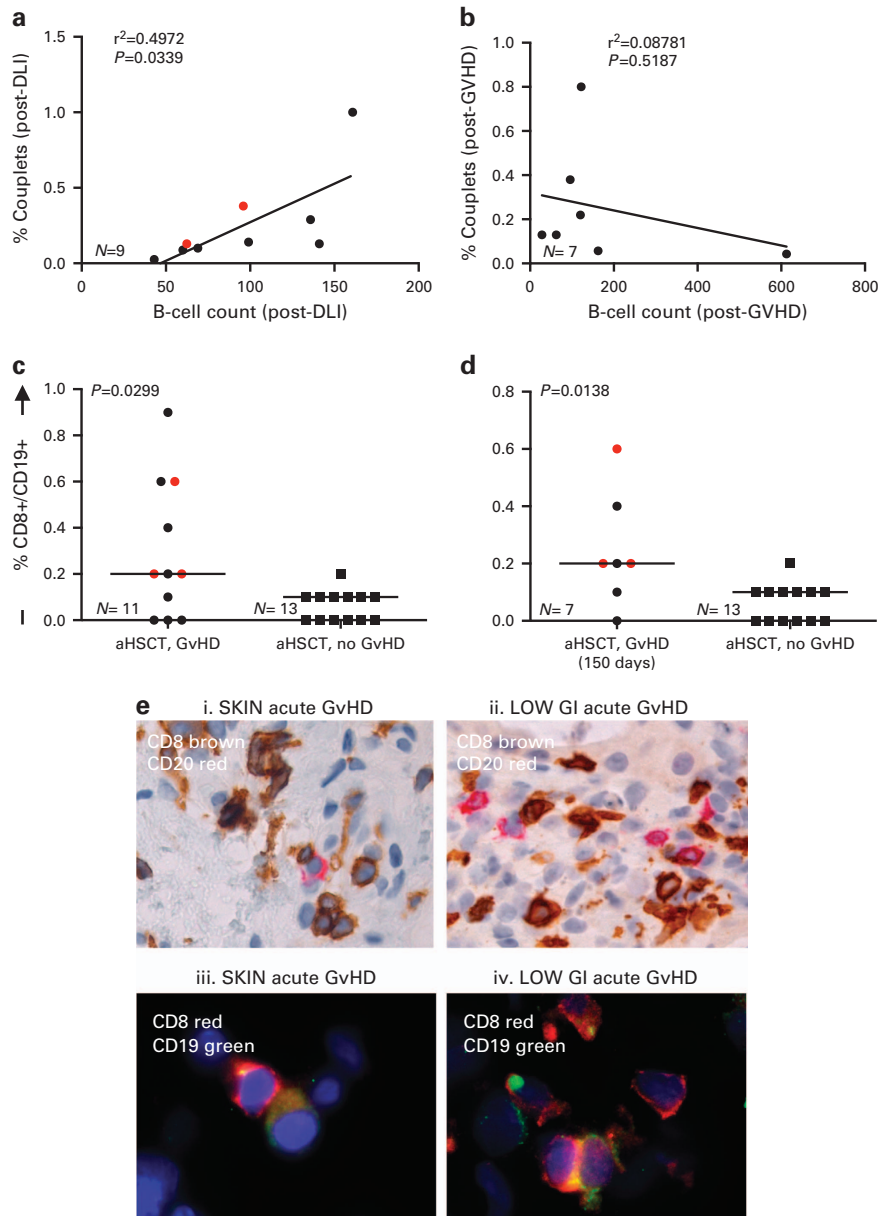 a
r²=0.4972
P=0.0339
% Couplets (post-DLI)
1.5
1.0
0.5
0.0
N=9
0
50
100
150
200
B-cell count (post-DLI)
b
r²=0.08781
P=0.5187
% Couplets (post-GVHD)
1.0
0.8
0.6
0.4
0.2
0.0
N= 7
0
200
400
600
800
B-cell count (post-GVHD)
c
P=0.0299
% CD8+/CD19+
1.0
0.8
0.6
0.4
0.2
0.0
N= 11
N= 13
aHSCT, GvHD
aHSCT, no GvHD
d
P=0.0138
0.8
0.6
0.4
0.2
0.0
N= 7
N= 13
aHSCT, GvHD
(150 days)
aHSCT, no GvHD
e
i. SKIN acute GvHD
CD8 brown
CD20 red
ii. LOW GI acute GvHD
CD8 brown
CD20 red
iii. SKIN acute GvHD
CD8 red
CD19 green
iv. LOW GI acute GvHD
CD8 red
CD19 green